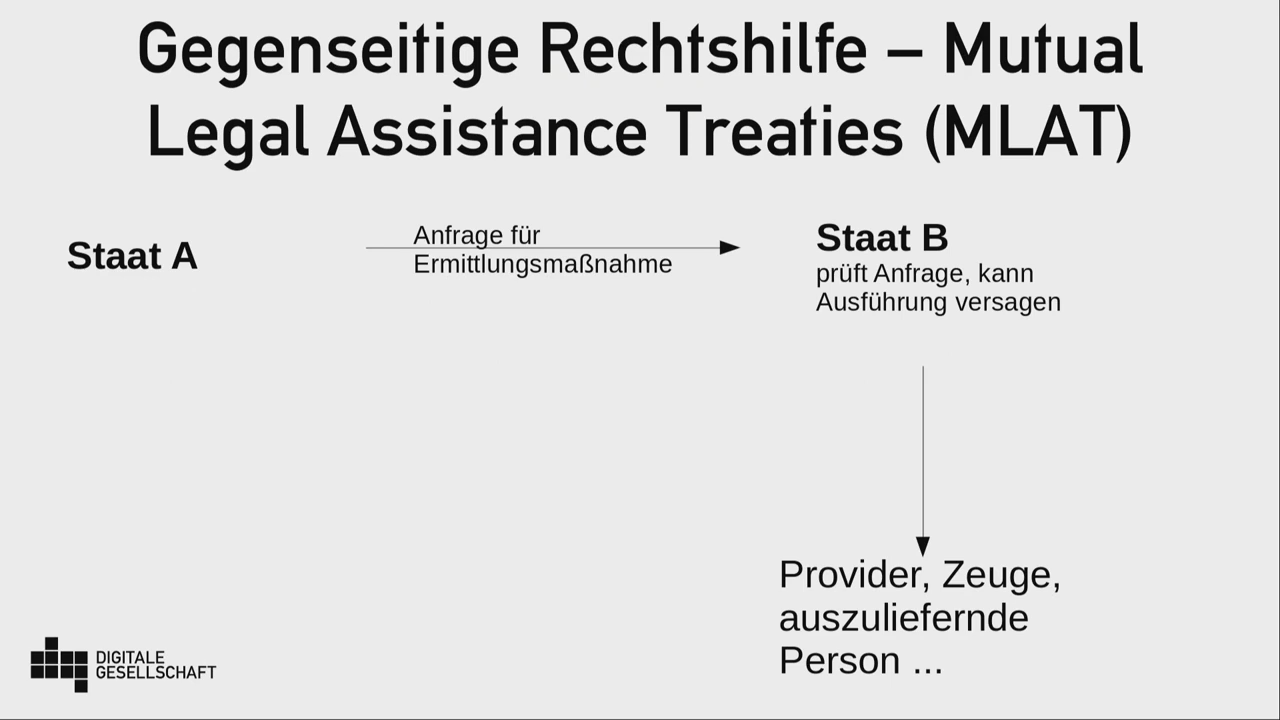 Gegenseitige Rechtshilfe – Mutual
Legal Assistance Treaties (MLAT)
Staat A
Anfrage für
Ermittlungsmaßnahme
Staat B
prüft Anfrage, kann
Ausführung versagen
Provider, Zeuge,
auszuliefernde
Person ...
DIGITALE
GESELLSCHAFT